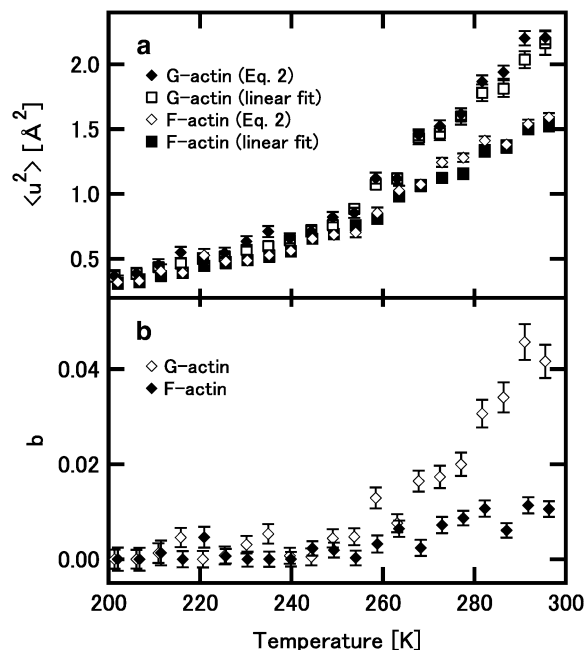 a
G-actin (Eq. 2)
G-actin (linear fit)
F-actin (Eq. 2)
F-actin (linear fit)
2.0
1.5
1.0
0.5
<u²> [Å²]
b
G-actin
F-actin
0.04
0.02
0.00
b
200 220 240 260 280 300
Temperature [K]